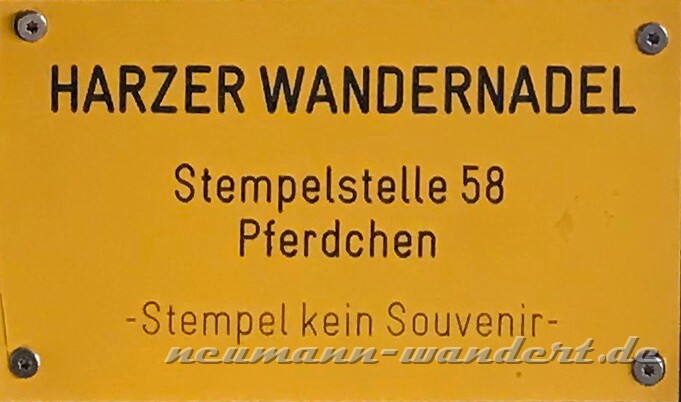 HARZER WANDERNADEL
Stempelstelle 58
Pferdchen
-Stempel kein Souvenir-
neumann-wandert.de